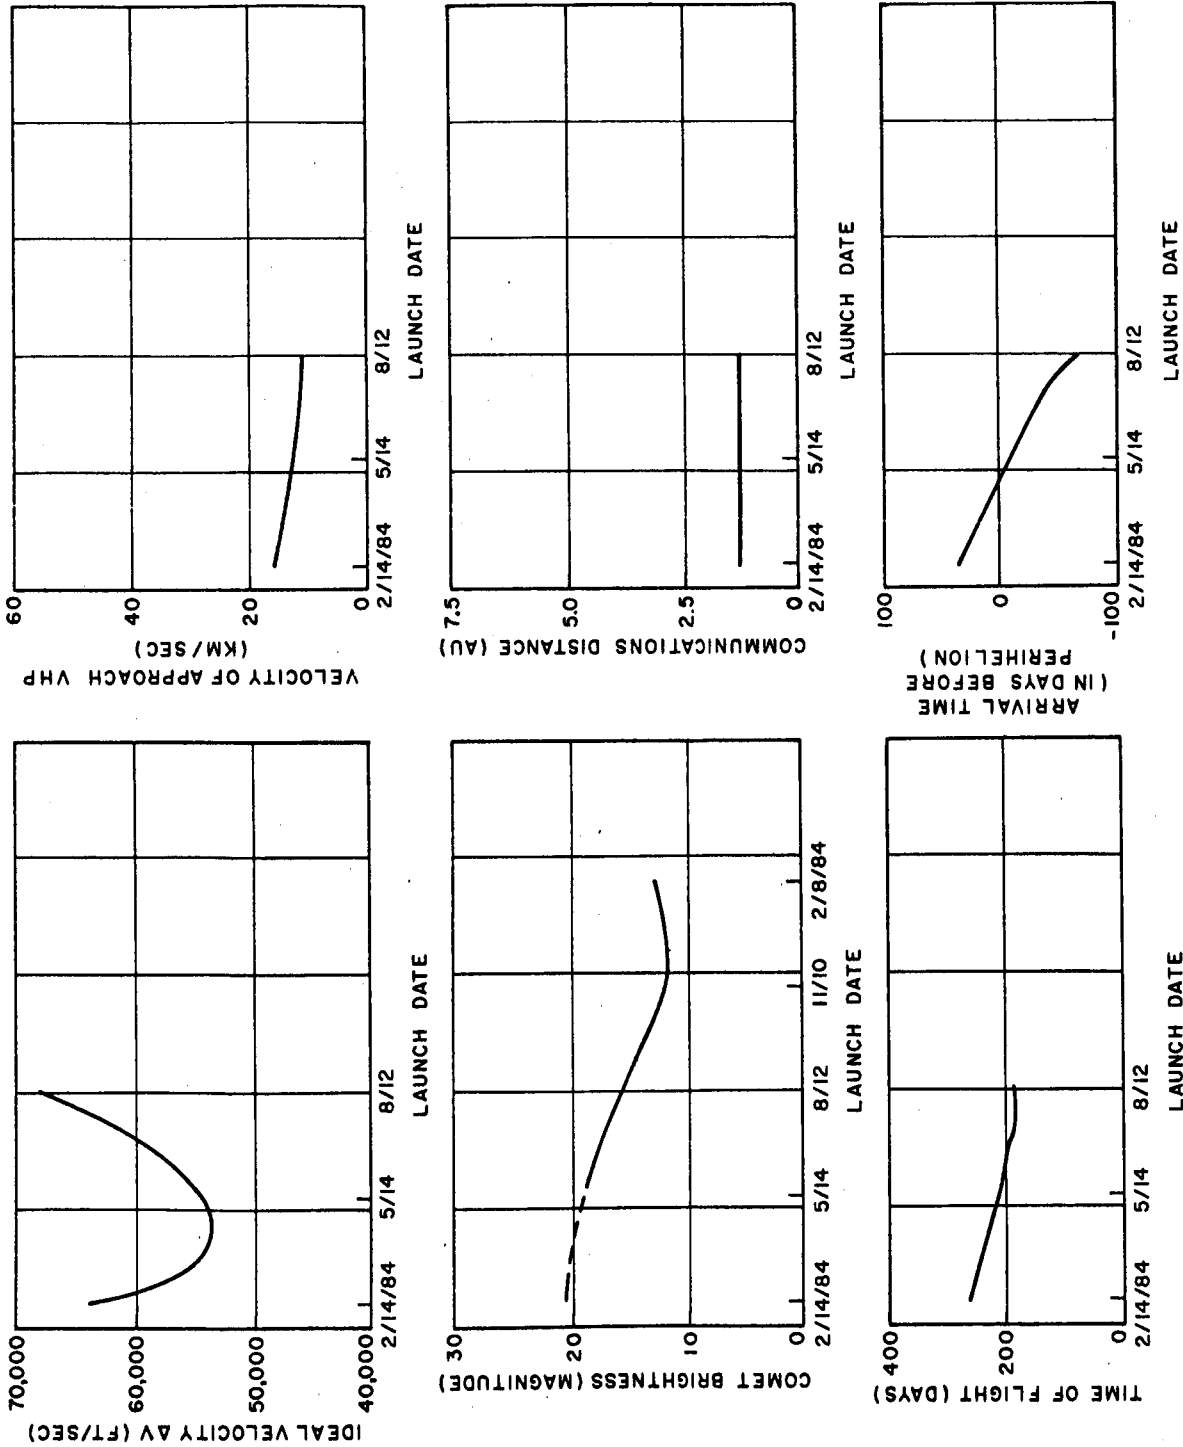 70,000
60,000
50,000
40,000
IDEAL VELOCITY ΔV (FT/SEC)
2/14/84 5/14 8/12
LAUNCH DATE
60
40
20
0
VELOCITY OF APPROACH VHP
(KM/SEC)
2/14/84 5/14 8/12
LAUNCH DATE
30
20
10
0
COMET BRIGHTNESS (MAGNITUDE)
2/14/84 5/14 8/12 11/10 2/8/84
LAUNCH DATE
7.5
5.0
2.5
0
COMMUNICATIONS DISTANCE (AU)
2/14/84 5/14 8/12
LAUNCH DATE
400
200
0
TIME OF FLIGHT (DAYS)
2/14/84 5/14 8/12
LAUNCH DATE
100
0
-100
ARRIVAL TIME
(IN DAYS BEFORE
PERIHELION)
2/14/84 5/14 8/12
LAUNCH DATE